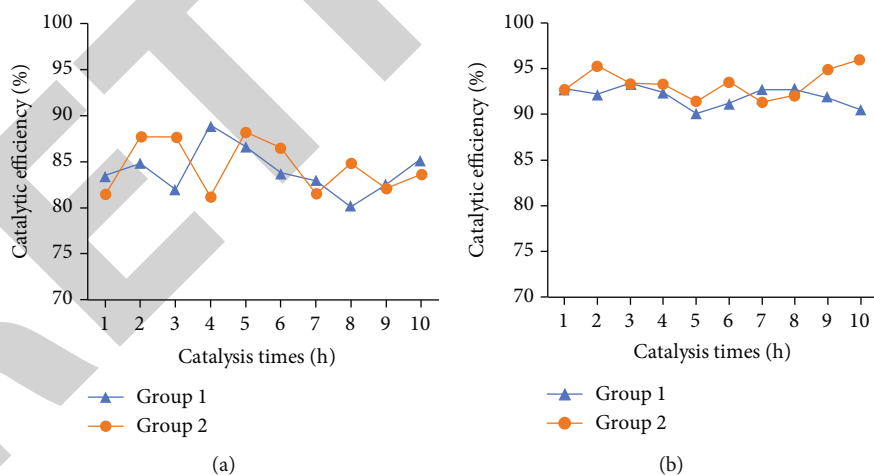 100
95
90
85
80
75
70
Catalytic efficiency (%)
1 2 3 4 5 6 7 8 9 10
Catalysis times (h)
Group 1
Group 2
(a)
100
95
90
85
80
75
70
Catalytic efficiency (%)
1 2 3 4 5 6 7 8 9 10
Catalysis times (h)
Group 1
Group 2
(b)